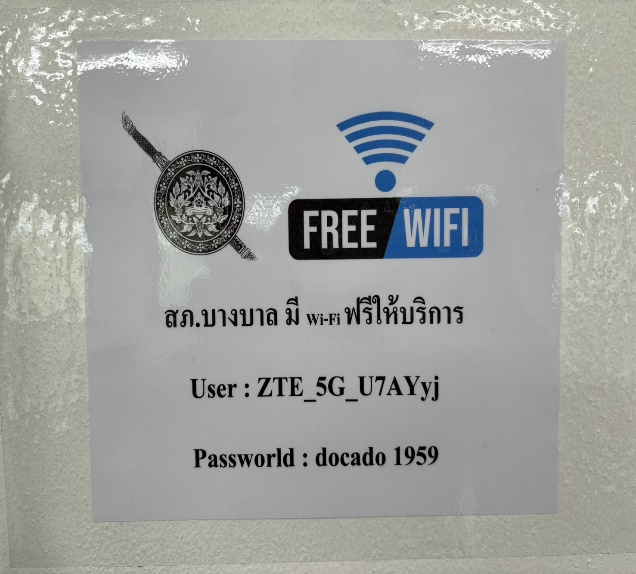 FREE WIFI
สภ.บางบาล มี Wi-Fi ฟรีให้บริการ
User : ZTE_5G_U7AYyj
Passworld : docado 1959